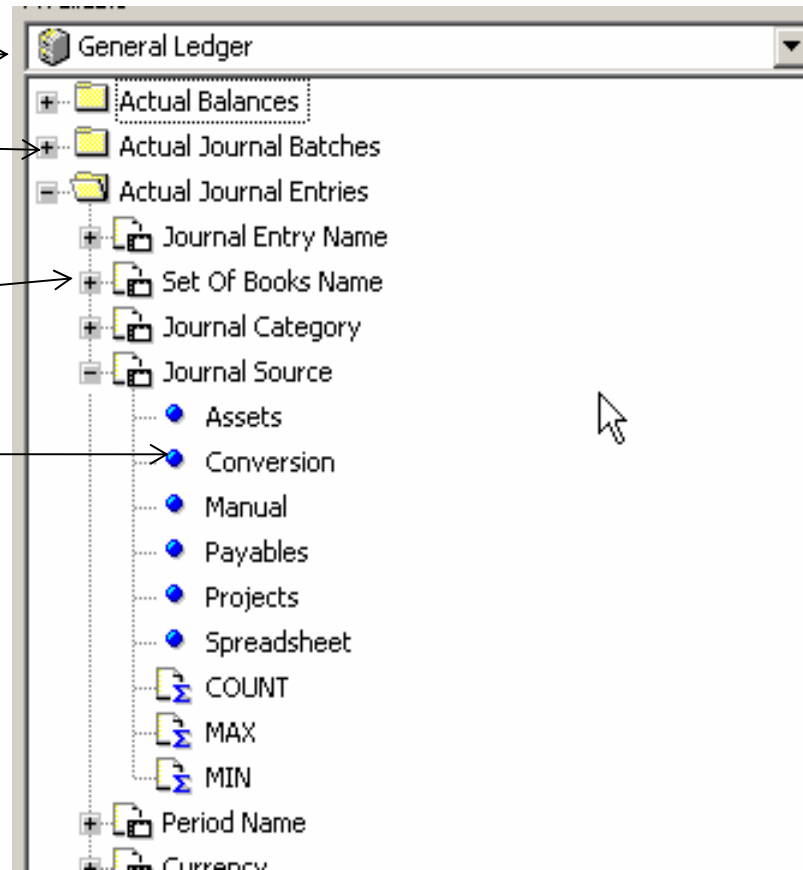 General Ledger
Actual Balances
Actual Journal Batches
Actual Journal Entries
Journal Entry Name
Set Of Books Name
Journal Category
Journal Source
Assets
Conversion
Manual
Payables
Projects
Spreadsheet
COUNT
MAX
MIN
Period Name
Currency